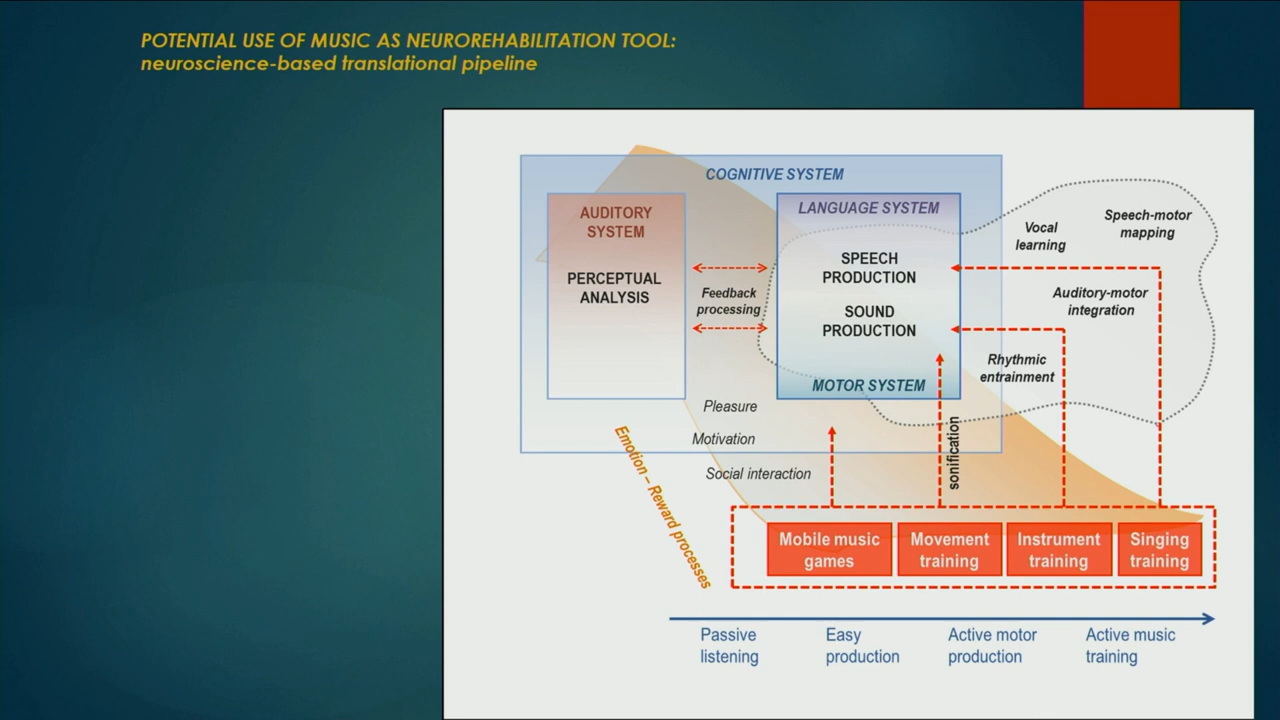 POTENTIAL USE OF MUSIC AS NEUROREHABILITATION TOOL:
neuroscience-based translational pipeline
COGNITIVE SYSTEM
AUDITORY
SYSTEM
PERCEPTUAL
ANALYSIS
Feedback
processing
LANGUAGE SYSTEM
SPEECH
PRODUCTION
SOUND
PRODUCTION
MOTOR SYSTEM
Vocal
learning
Speech-motor
mapping
Auditory-motor
integration
Rhythmic
entrainment
Pleasure
Motivation
Social interaction
sonification
Emotion – Reward processes
Mobile music
games
Movement
training
Instrument
training
Singing
training
Passive
listening
Easy
production
Active motor
production
Active music
training